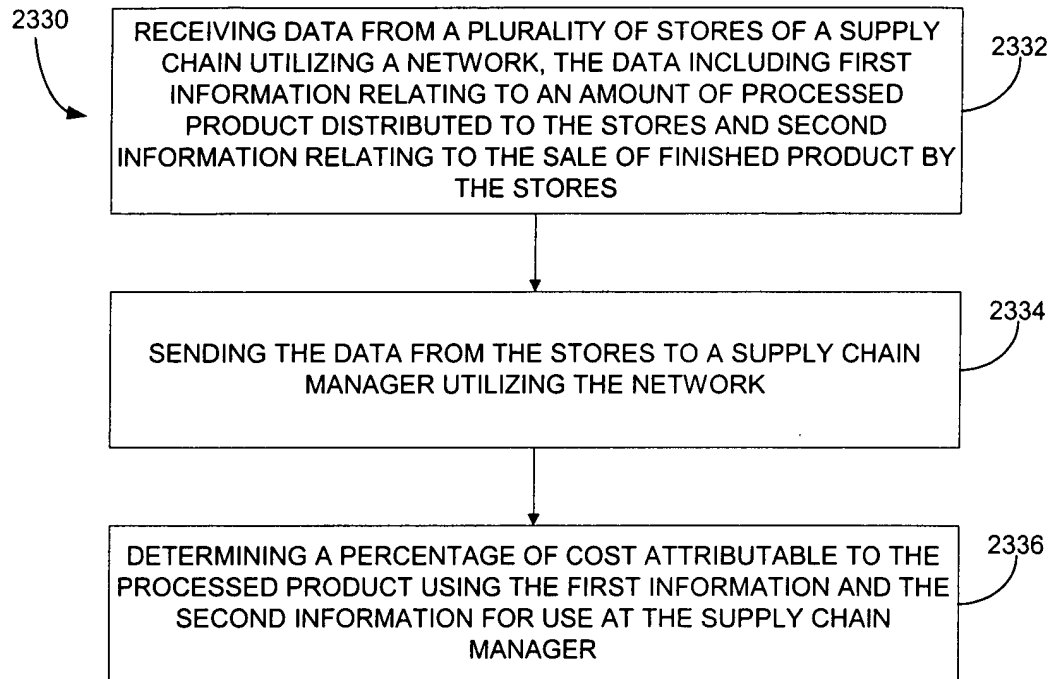 2330
RECEIVING DATA FROM A PLURALITY OF STORES OF A SUPPLY
CHAIN UTILIZING A NETWORK, THE DATA INCLUDING FIRST
INFORMATION RELATING TO AN AMOUNT OF PROCESSED
PRODUCT DISTRIBUTED TO THE STORES AND SECOND
INFORMATION RELATING TO THE SALE OF FINISHED PRODUCT BY
THE STORES
2332
SENDING THE DATA FROM THE STORES TO A SUPPLY CHAIN
MANAGER UTILIZING THE NETWORK
2334
DETERMINING A PERCENTAGE OF COST ATTRIBUTABLE TO THE
PROCESSED PRODUCT USING THE FIRST INFORMATION AND THE
SECOND INFORMATION FOR USE AT THE SUPPLY CHAIN
MANAGER
2336